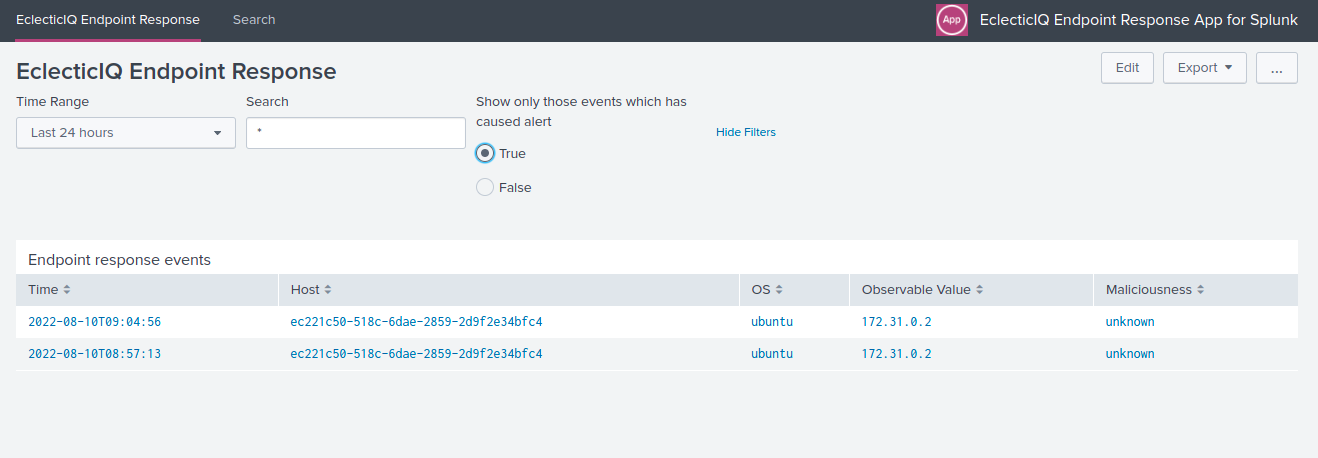 EclecticIQ Endpoint Response Search App EclecticIQ Endpoint Response App for Splunk
EclecticIQ Endpoint Response Edit Export ...
Time Range Search Show only those events which has
caused alert
Last 24 hours * Hide Filters
True
False
Endpoint response events
Time Host OS Observable Value Maliciousness
2022-08-10T09:04:56 ec221c50-518c-6dae-2859-2d9f2e34bfc4 ubuntu 172.31.0.2 unknown
2022-08-10T08:57:13 ec221c50-518c-6dae-2859-2d9f2e34bfc4 ubuntu 172.31.0.2 unknown